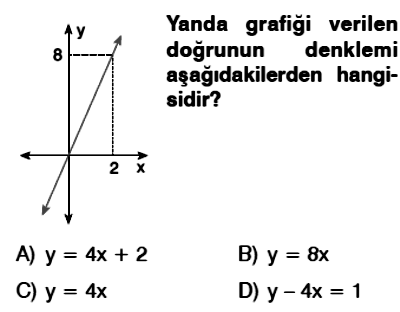 y
8
2 x
Yanda grafiği verilen
doğrunun denklemi
aşağıdakilerden hangi-
sidir?
A) y = 4x + 2 B) y = 8x
C) y = 4x D) y – 4x = 1